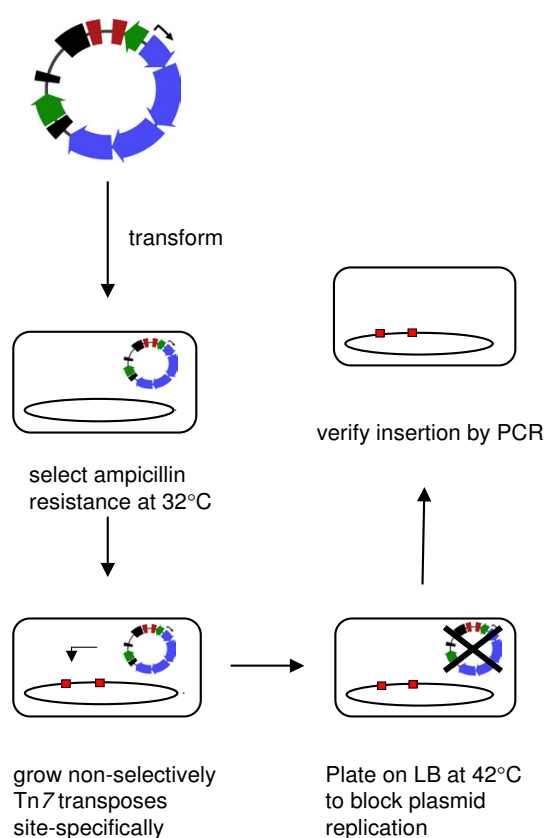 transform
select ampicillin
resistance at 32°C
grow non-selectively
Tn7 transposes
site-specifically
Plate on LB at 42°C
to block plasmid
replication
verify insertion by PCR